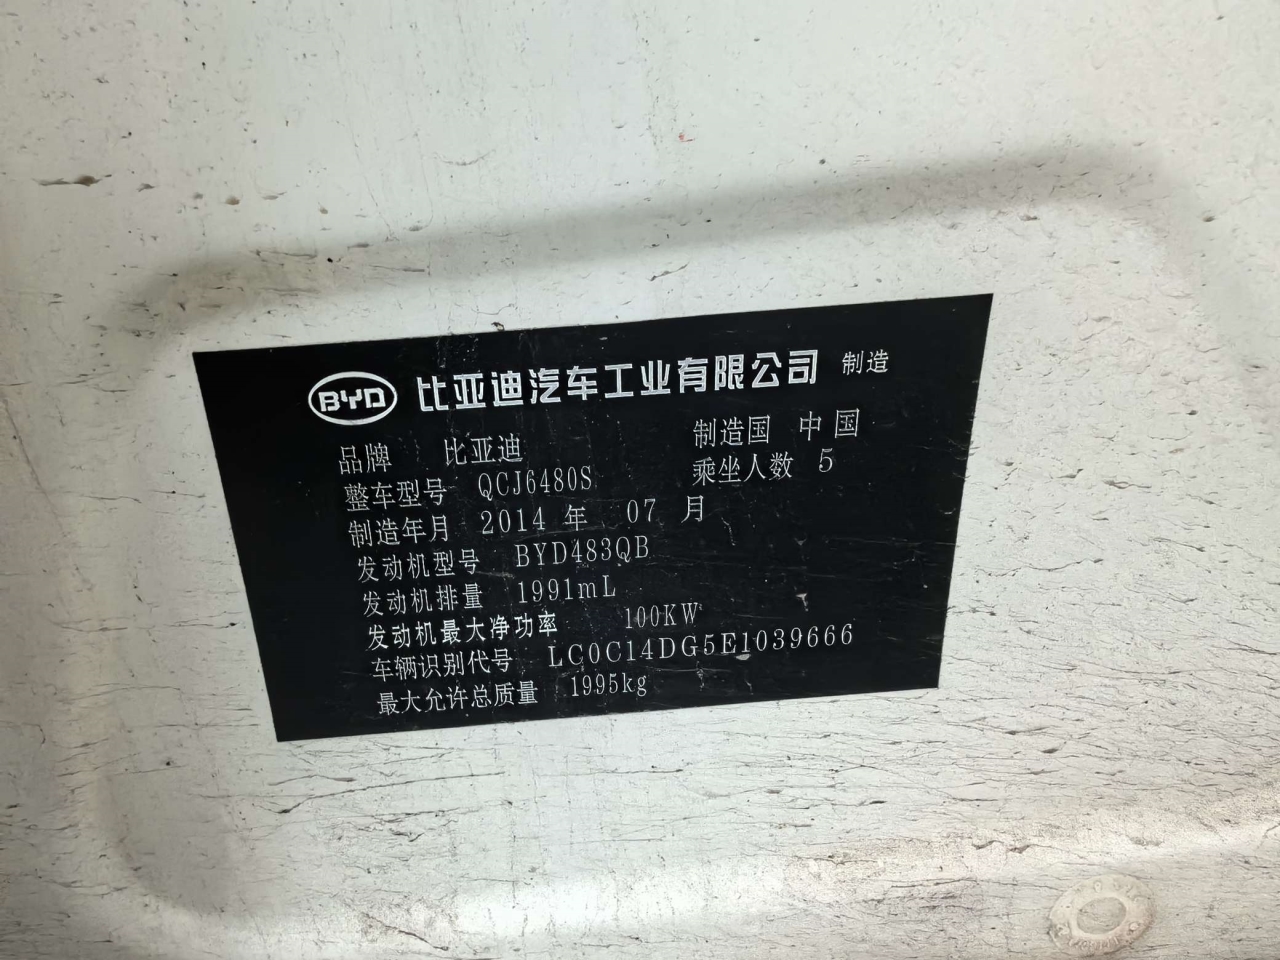 BYD 比亚迪汽车工业有限公司 制造
品牌 比亚迪 制造国 中国
整车型号 QCJ6480S 乘坐人数 5
制造年月 2014 年 07 月
发动机型号 BYD483QB
发动机排量 1991mL
发动机最大净功率 100KW
车辆识别代号 LC0C14DG5E1039666
最大允许总质量 1995kg